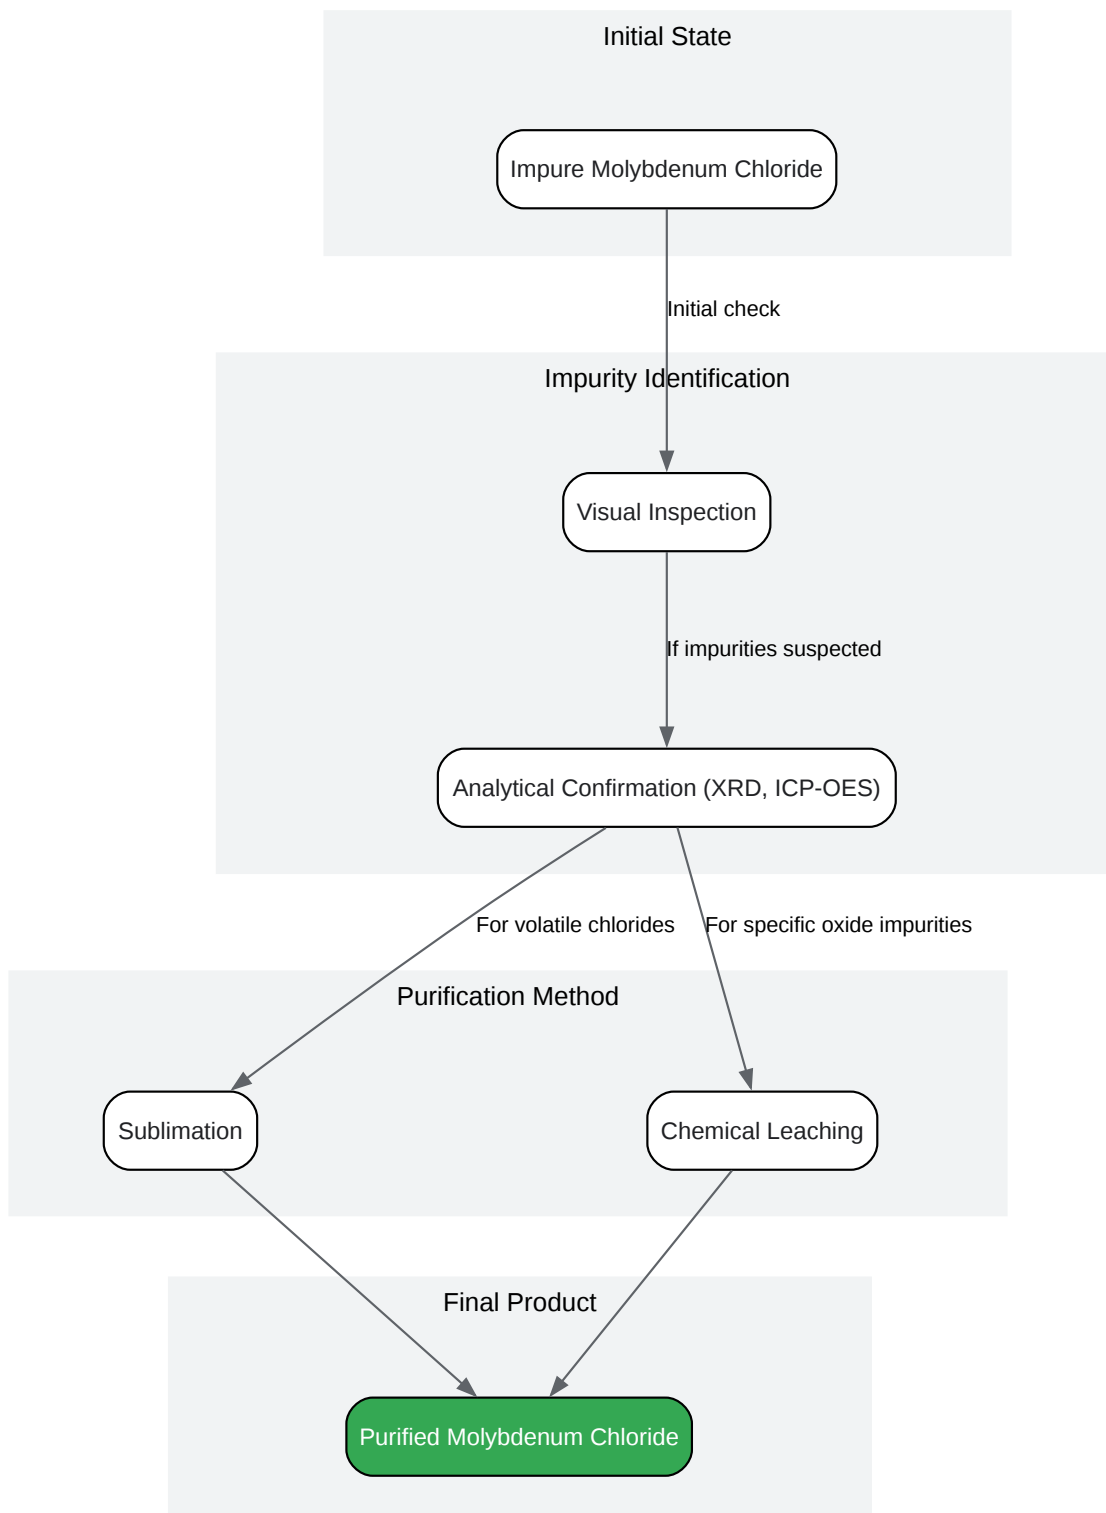 Initial State
Impure Molybdenum Chloride
Initial check
Impurity Identification
Visual Inspection
If impurities suspected
Analytical Confirmation (XRD, ICP-OES)
For volatile chlorides
For specific oxide impurities
Purification Method
Sublimation
Chemical Leaching
Final Product
Purified Molybdenum Chloride